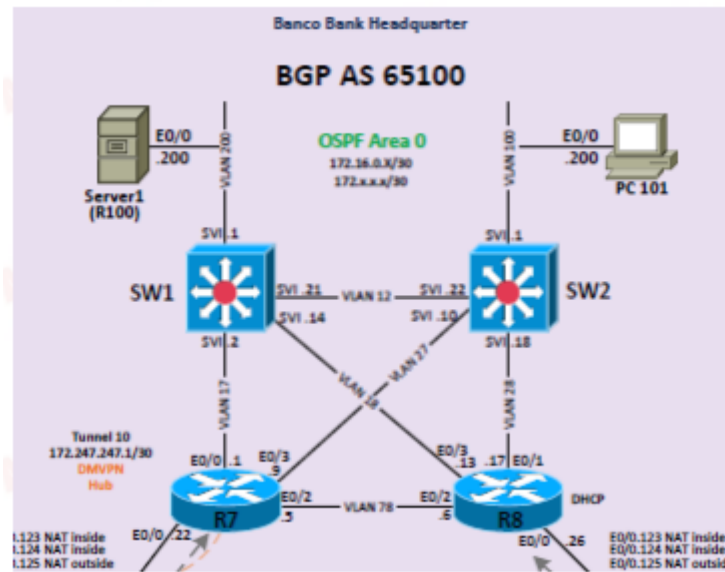 Banco Bank Headquarter
BGP AS 65100
E0/0
.200
Server1
(R100)
VLAN 200
OSPF Area 0
172.16.0.X/30
172.x.x.x/30
VLAN 100
E0/0
.200
PC 101
SVI .1
SVI .1
SW1
SVI .21
VLAN 12
SVI .22
SW2
SVI .14
SVI .10
SVI .2
SVI .18
VLAN 17
VLAN 18
VLAN 27
VLAN 28
Tunnel 10
172.247.247.1/30
DMVPN
Hub
E0/0 .1
E0/3
.9
E0/3
.13
.17 E0/1
R7
E0/2
.5
VLAN 78
E0/2
.6
R8
DHCP
0.123 NAT inside
0.124 NAT inside
0.125 NAT outside
E0/0 .22
E0/0
.26
E0/0.123 NAT inside
E0/0.124 NAT inside
E0/0.125 NAT outside